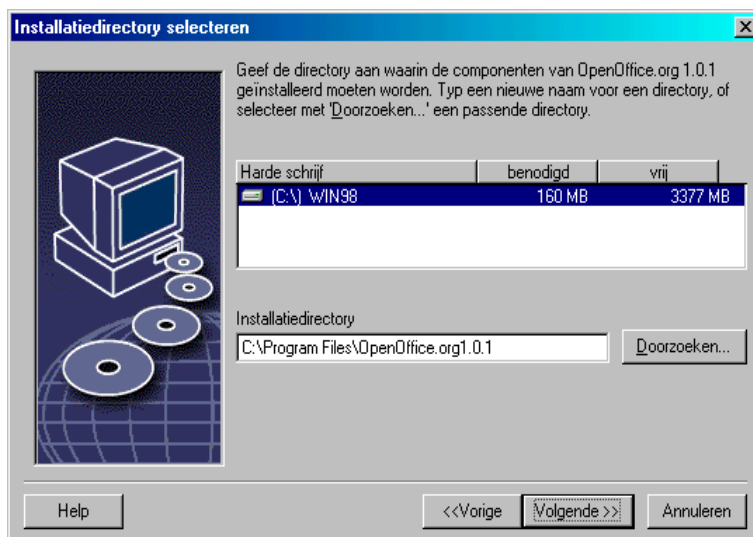 Installatiedirectory selecteren
Geef de directory aan waarin de componenten van OpenOffice.org 1.0.1
geïnstalleerd moeten worden. Typ een nieuwe naam voor een directory, of
selecteer met 'Doorzoeken...' een passende directory.
Harde schrijf benodigd vrij
(C:\) WIN98 160 MB 3377 MB
Installatiedirectory
C:\Program Files\OpenOffice.org1.0.1
Doorzoeken...
Help <<Vorige Volgende >> Annuleren